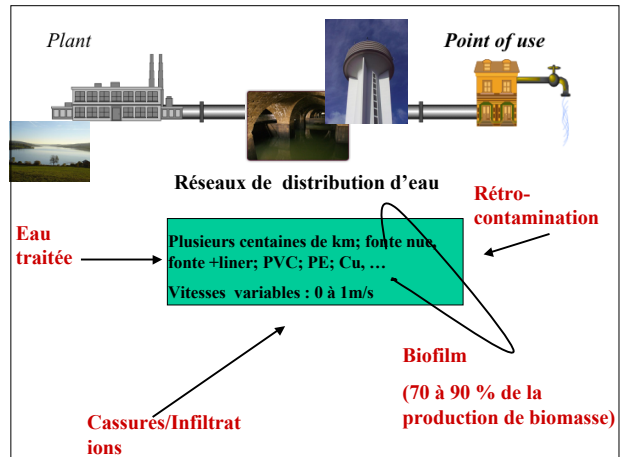 Plant
Point of use
Réseaux de distribution d'eau
Rétro-
contamination
Eau
traitée
Plusieurs centaines de km; fonte nue,
fonte +liner; PVC; PE; Cu, …
Vitesses variables : 0 à 1m/s
Biofilm
(70 à 90 % de la
production de biomasse)
Cassures/Infiltrat
ions